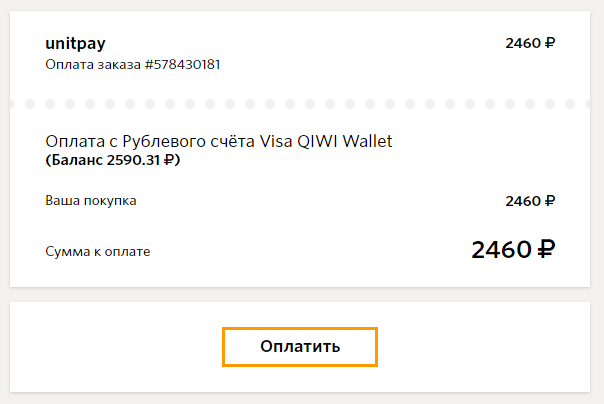 unitpay 2460 ₽
Оплата заказа #578430181
Оплата с Рублевого счёта Visa QIWI Wallet
(Баланс 2590.31 ₽)
Ваша покупка 2460 ₽
Сумма к оплате 2460 ₽
Оплатить